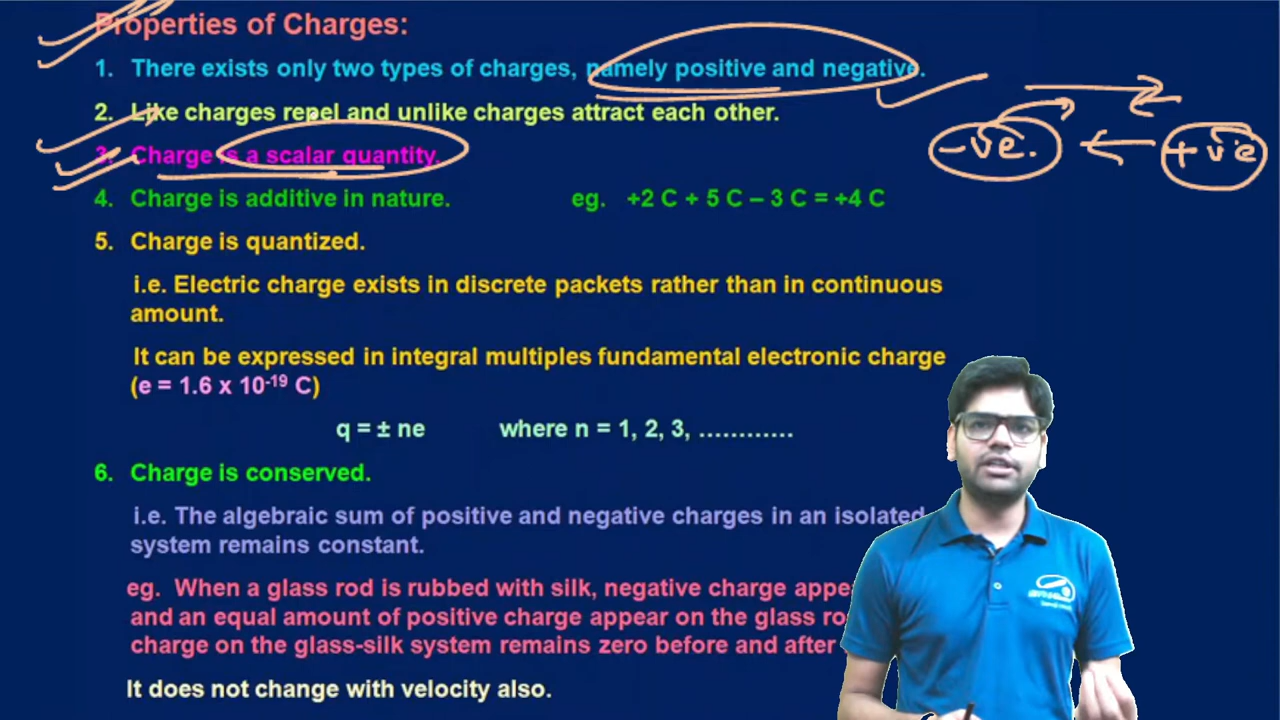 Properties of Charges:
1. There exists only two types of charges, namely positive and negative.
2. Like charges repel and unlike charges attract each other.
-ve.
+ve
3. Charge is a scalar quantity.
4. Charge is additive in nature. eg. +2 C + 5 C – 3 C = +4 C
5. Charge is quantized.
i.e. Electric charge exists in discrete packets rather than in continuous
amount.
It can be expressed in integral multiples fundamental electronic charge
(e = 1.6 x 10⁻¹⁹ C)
q = ± ne where n = 1, 2, 3, …………
6. Charge is conserved.
i.e. The algebraic sum of positive and negative charges in an isolated
system remains constant.
eg. When a glass rod is rubbed with silk, negative charge appe
and an equal amount of positive charge appear on the glass ro
charge on the glass-silk system remains zero before and after
It does not change with velocity also.